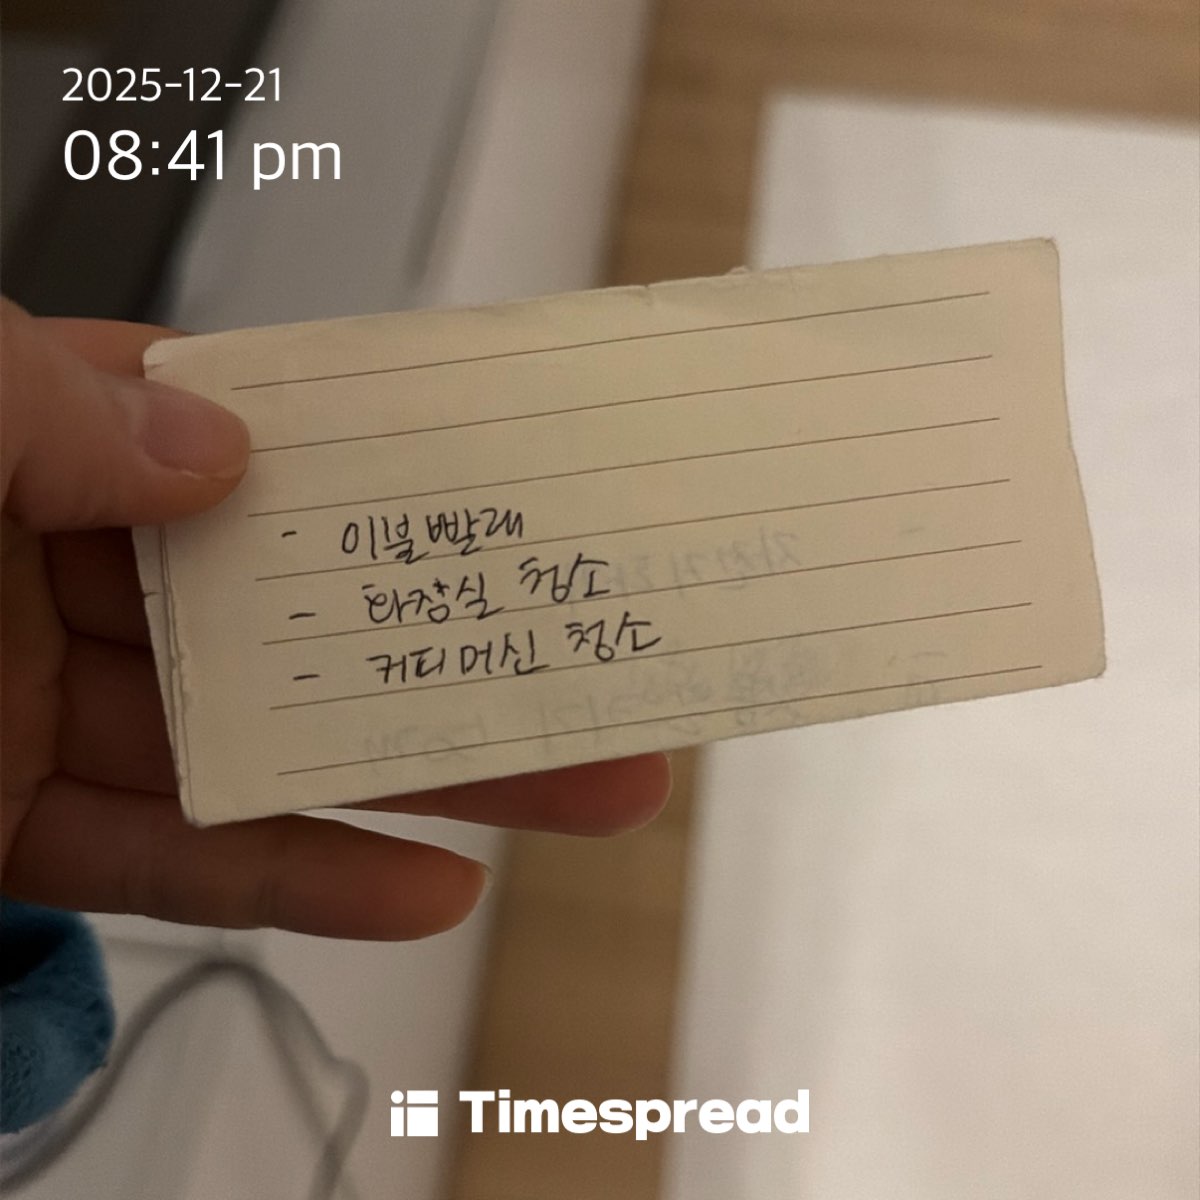 2025-12-21
08:41 pm
- 이불빨래
- 화장실 청소
- 커티머신 청소
Timespread